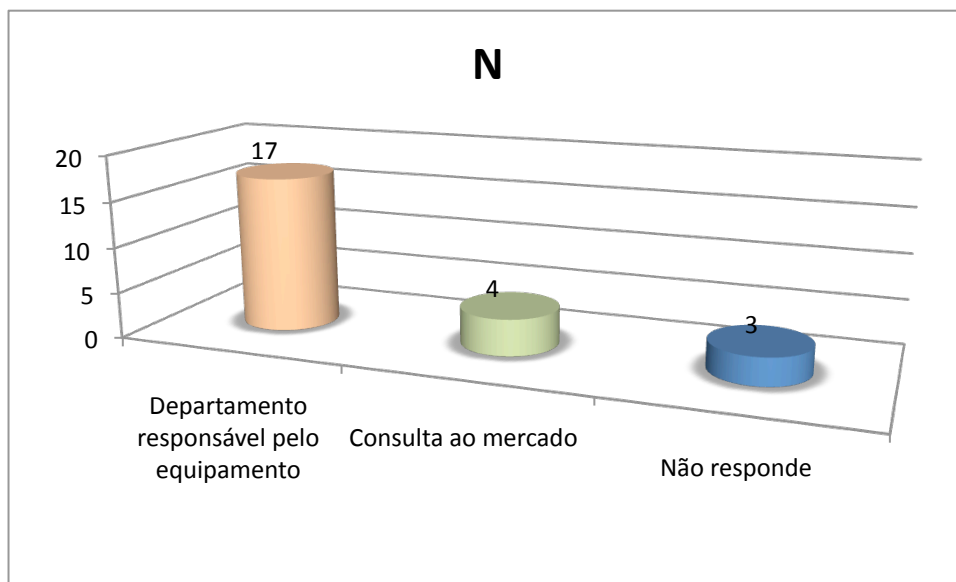 N
20
15
10
5
0
17
4
3
Departamento
responsável pelo
equipamento
Consulta ao mercado
Não responde